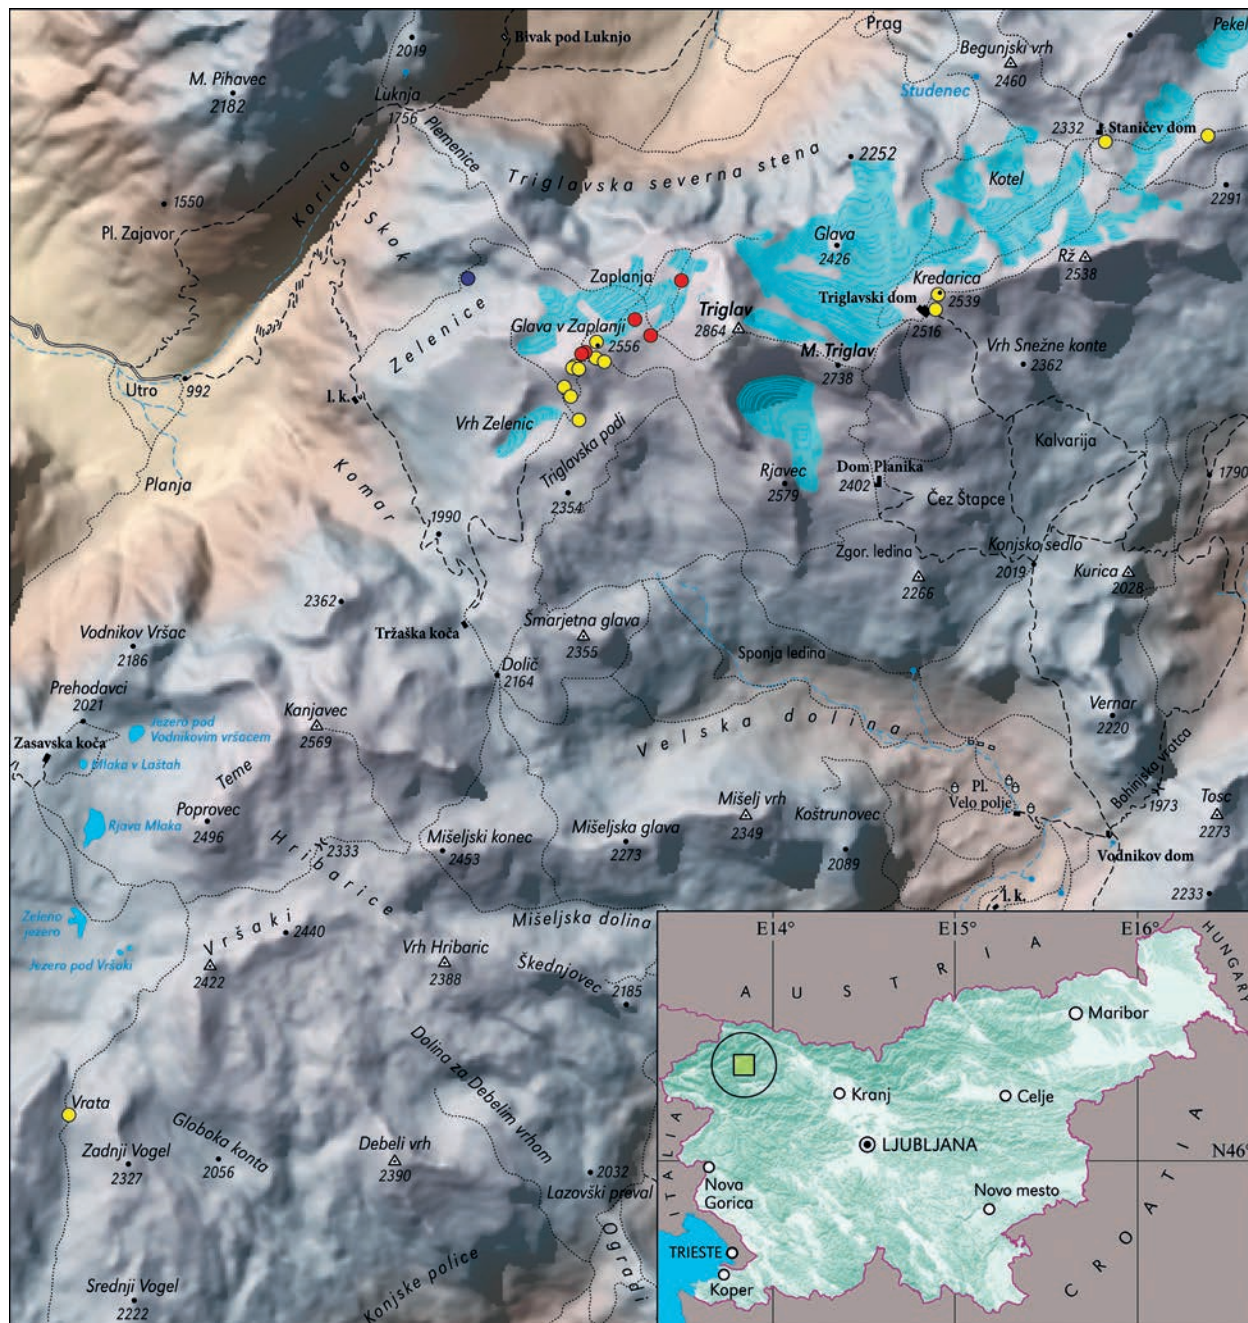 2019
Bivak pod Luknjo
Prag
Pekel
Begunjski vrh
2460
M. Pihavec
2182
Luknja
1756
Studenec
2332
Staničev dom
Plemenice
Triglavska severna stena
2252
Kotel
2291
Korita
1550
Pl. Zajavor
Skok
Glava
2426
Rž
2538
Zaplanja
Kredarica
2539
Triglavski dom
2516
Triglav
2864
Zelenice
Glava v Zaplanji
2556
M. Triglav
2738
Vrh Snežne konte
2362
Utro
992
I. k.
Vrh Zelenic
Triglavska podi
2354
Kalvarija
Planja
Komar
Rjavec
2579
Dom Planika
2402
1790
Čez Štapce
1990
Zgor. ledina
Konjsko sedlo
2019
2266
Kurica
2028
2362
Tržaška koča
Šmarjetna glava
2355
Vodnikov Vršac
2186
Sponja ledina
Dolič
2164
Prehodavci
2021
Kanjavec
2569
Vernar
2220
Jezero pod
Vodnikovim vršacem
Velska dolina
Zasavska koča
Mlaka v Laštah
Teme
Bohinjska vratca
1973
Pl.
Velo polje
Poprovec
2496
Rjava Mlaka
Mišelj vrh
2349
Koštrunovec
2089
Tosc
2273
Hribarice
2333
Mišeljski konec
2453
Mišeljska glava
2273
Vodnikov dom
2233
I. k.
Zeleno
jezero
Vršaki
2440
2422
Mišeljska dolina
Jezero pod Vršaki
Vrh Hribaric
2388
Škednjovec
2185
Dolina za Debelim vrhom
Vrata
Globoka konta
2056
Zadnji Vogel
2327
Debeli vrh
2390
2032
Lazovški preval
Ogradi
Konjske police
Srednji Vogel
2222
E14°
E15°
E16°
AUSTRIA
HUNGARY
Maribor
Kranj
Celje
LJUBLJANA
N46°
ITALIA
Nova
Gorica
Novo mesto
CROATIA
TRIESTE
Koper